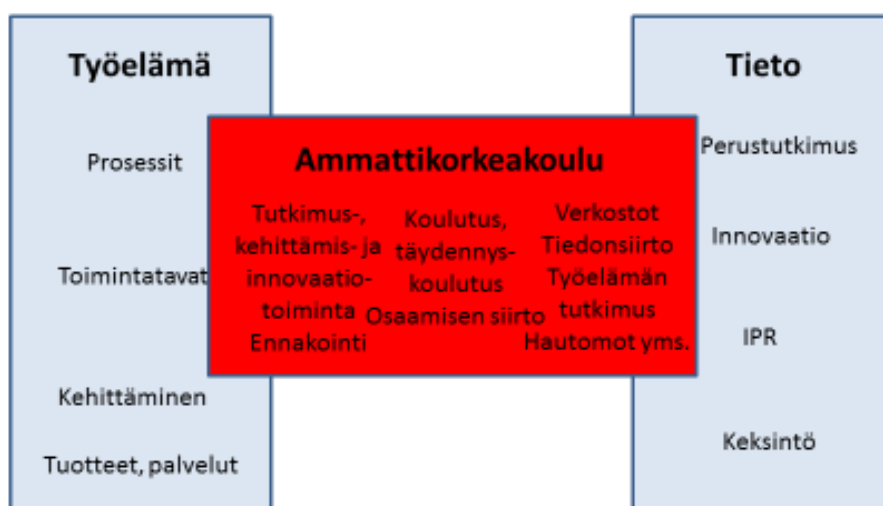 Työelämä
Prosessit
Toimintatavat
Kehittäminen
Tuotteet, palvelut
Ammattikorkeakoulu
Tutkimus-,
kehittämis- ja
innovaatio-
toiminta
Ennakointi
Koulutus,
täydennys-
koulutus
Osaamisen siirto
Verkostot
Tiedonsiirto
Työelämän
tutkimus
Hautomot yms.
Tieto
Perustutkimus
Innovaatio
IPR
Keksintö